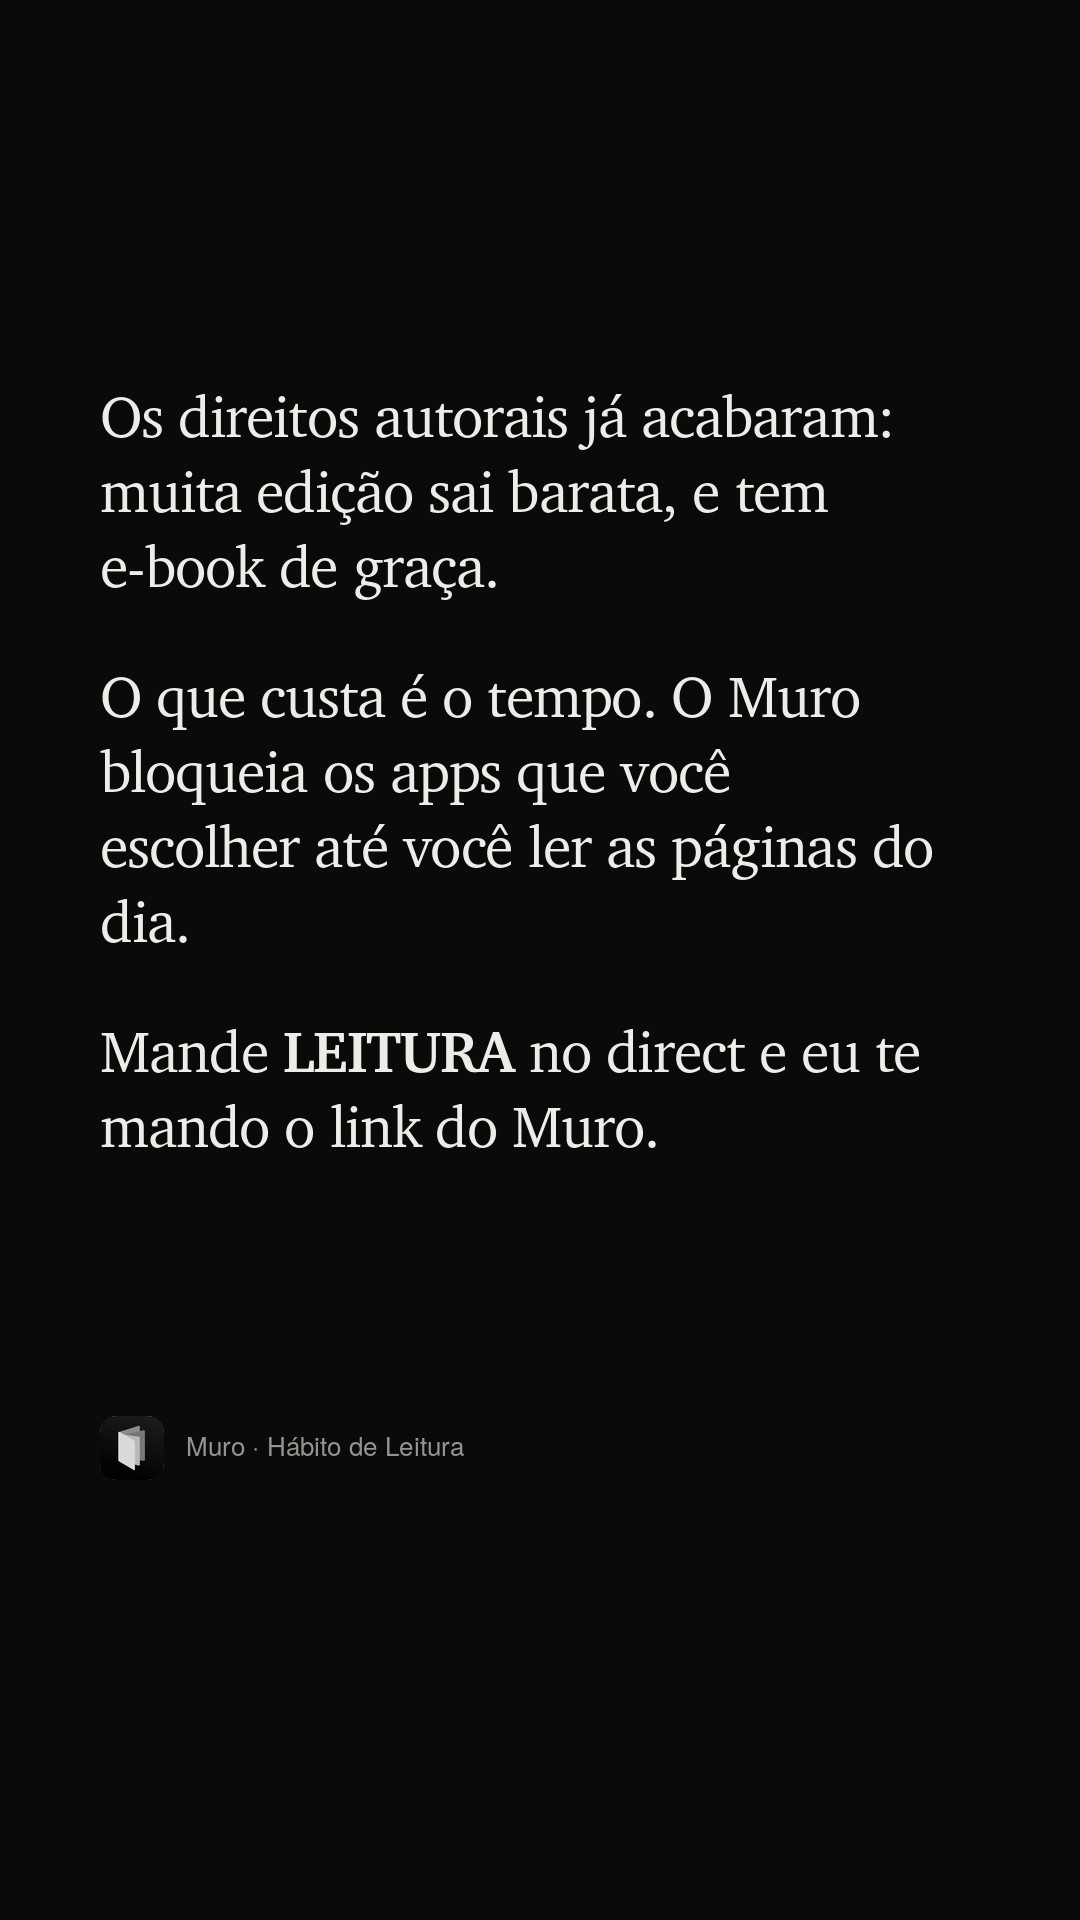 Os direitos autorais já acabaram:
muita edição sai barata, e tem
e-book de graça.
O que custa é o tempo. O Muro
bloqueia os apps que você
escolher até você ler as páginas do
dia.
Mande LEITURA no direct e eu te
mando o link do Muro.
Muro · Hábito de Leitura